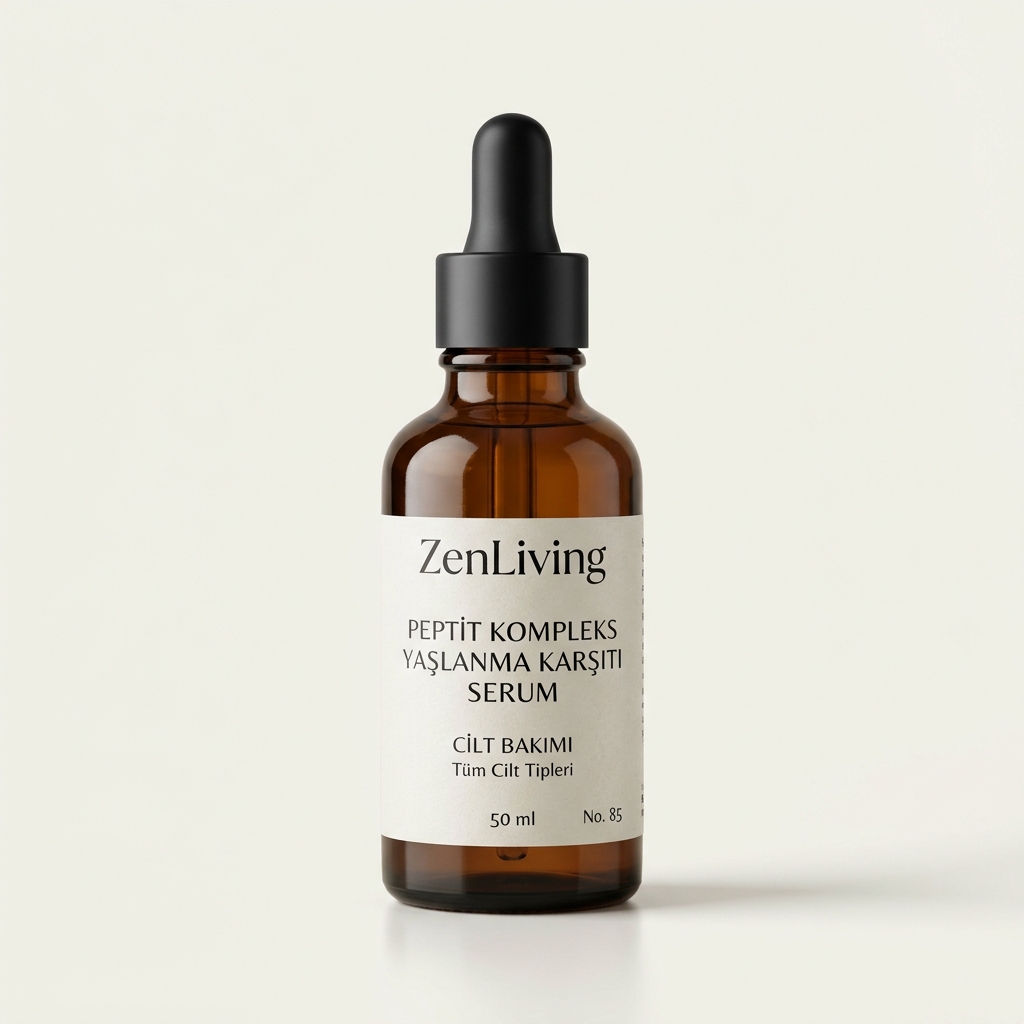 ZenLiving
PEPTİT KOMPLEKS
YAŞLANMA KARŞITI
SERUM
CİLT BAKIMI
Tüm Cilt Tipleri
50 ml
No. 85